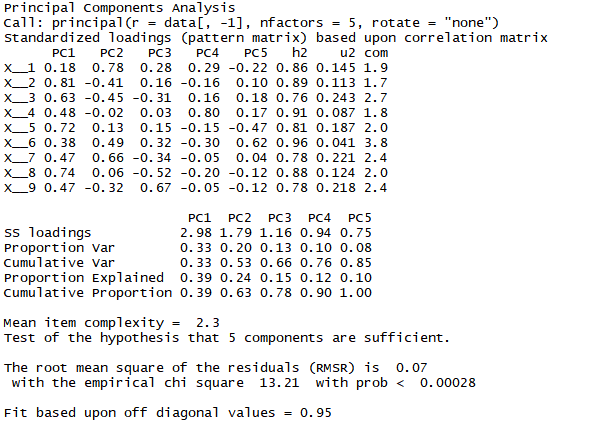 Principal Components Analysis
Call: principal(r = data[, -1], nfactors = 5, rotate = "none")
Standardized loadings (pattern matrix) based upon correlation matrix
PC1 PC2 PC3 PC4 PC5 h2 u2 com
X__1 0.18 0.78 0.28 0.29 -0.22 0.86 0.145 1.9
X__2 0.81 -0.41 0.16 -0.16 0.10 0.89 0.113 1.7
X__3 0.63 -0.45 -0.31 0.16 0.18 0.76 0.243 2.7
X__4 0.48 -0.02 0.03 0.80 0.17 0.91 0.087 1.8
X__5 0.72 0.13 0.15 -0.15 -0.47 0.81 0.187 2.0
X__6 0.38 0.49 0.32 -0.30 0.62 0.96 0.041 3.8
X__7 0.47 0.66 -0.34 -0.05 0.04 0.78 0.221 2.4
X__8 0.74 0.06 -0.52 -0.20 -0.12 0.88 0.124 2.0
X__9 0.47 -0.32 0.67 -0.05 -0.12 0.78 0.218 2.4
PC1 PC2 PC3 PC4 PC5
SS loadings 2.98 1.79 1.16 0.94 0.75
Proportion Var 0.33 0.20 0.13 0.10 0.08
Cumulative Var 0.33 0.53 0.66 0.76 0.85
Proportion Explained 0.39 0.24 0.15 0.12 0.10
Cumulative Proportion 0.39 0.63 0.78 0.90 1.00
Mean item complexity = 2.3
Test of the hypothesis that 5 components are sufficient.
The root mean square of the residuals (RMSR) is 0.07
with the empirical chi square 13.21 with prob < 0.00028
Fit based upon off diagonal values = 0.95